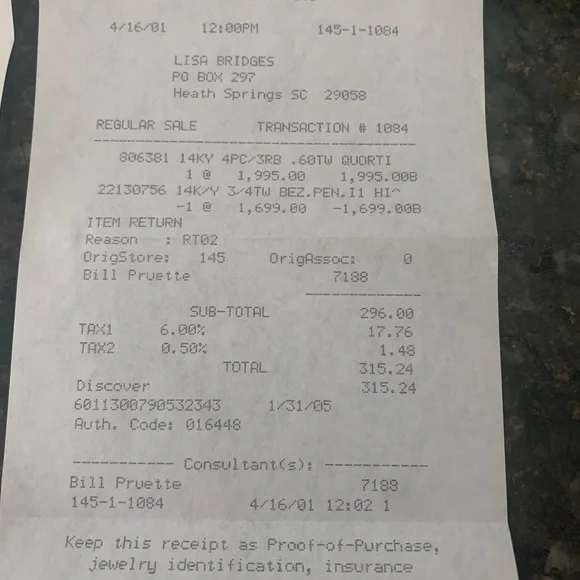 4/16/01 12:00PM 145-1-1084
LISA BRIDGES
PO BOX 297
Heath Springs SC 29058
REGULAR SALE TRANSACTION # 1084
806381 14KY 4PC/3RB .60TW QUORTI
1 @ 1,995.00 1,995.00B
22130756 14K/Y 3/4TW BEZ.PEN.I1 HI^
-1 @ 1,699.00 -1,699.00B
ITEM RETURN
Reason : RT02
OrigStore: 145 OrigAssoc: 0
Bill Pruette 7188
SUB-TOTAL 296.00
TAX1 6.00% 17.76
TAX2 0.50% 1.48
TOTAL 315.24
Discover 315.24
6011300790532343 1/31/05
Auth. Code: 016448
----------- Consultant(s): -----------
Bill Pruette 7188
145-1-1084 4/16/01 12:02 1
Keep this receipt as Proof-of-Purchase,
jewelry identification, insurance